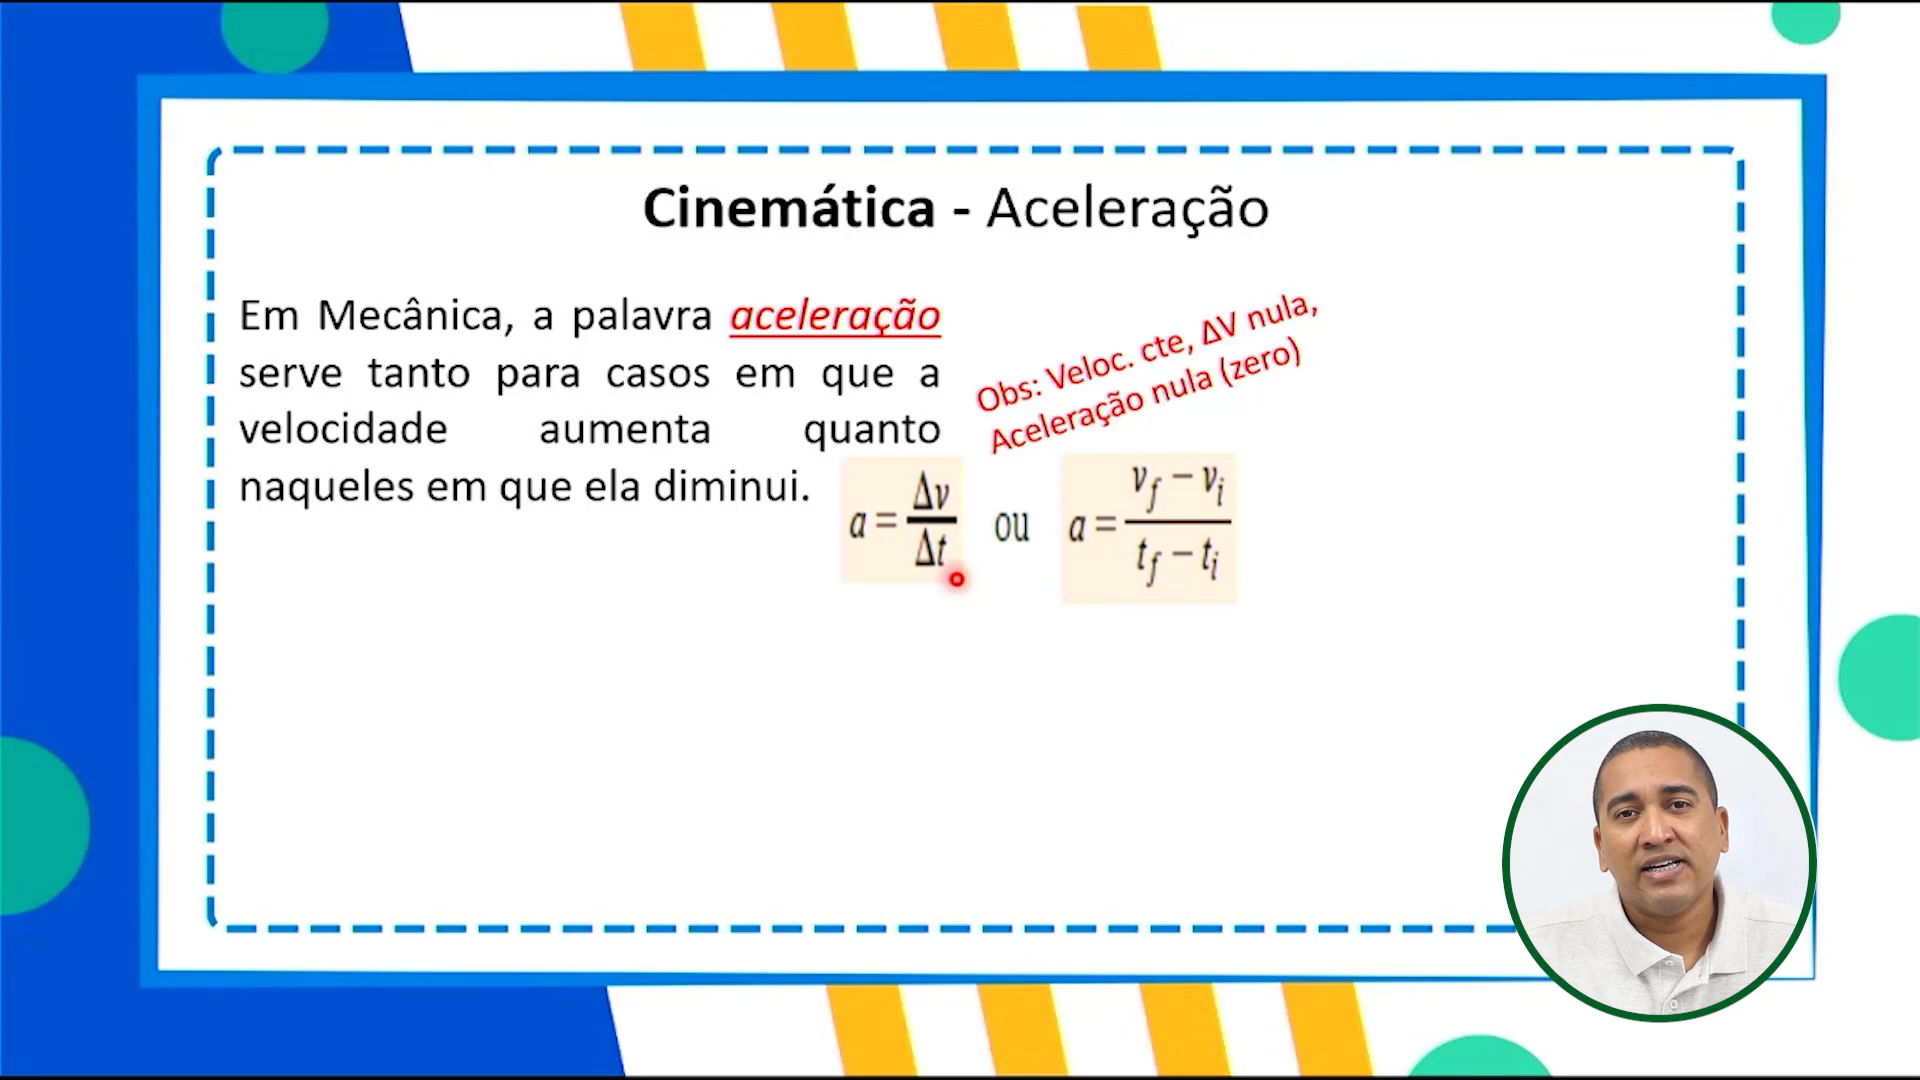 Cinemática - Aceleração
Em Mecânica, a palavra aceleração
serve tanto para casos em que a
velocidade aumenta quanto
naqueles em que ela diminui.
Obs: Veloc. cte, ΔV nula,
Aceleração nula (zero)
a = Δv/Δt ou a = (v_f − v_i)/(t_f − t_i)